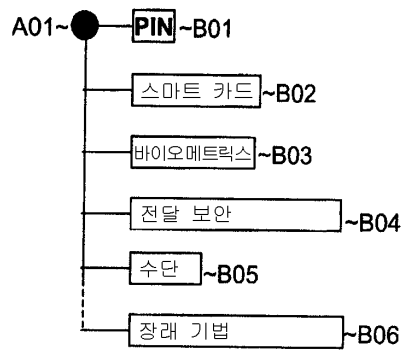 A01~ PIN ~B01
스마트 카드 ~B02
바이오메트릭스 ~B03
전달 보안 ~B04
수단 ~B05
장래 기법 ~B06